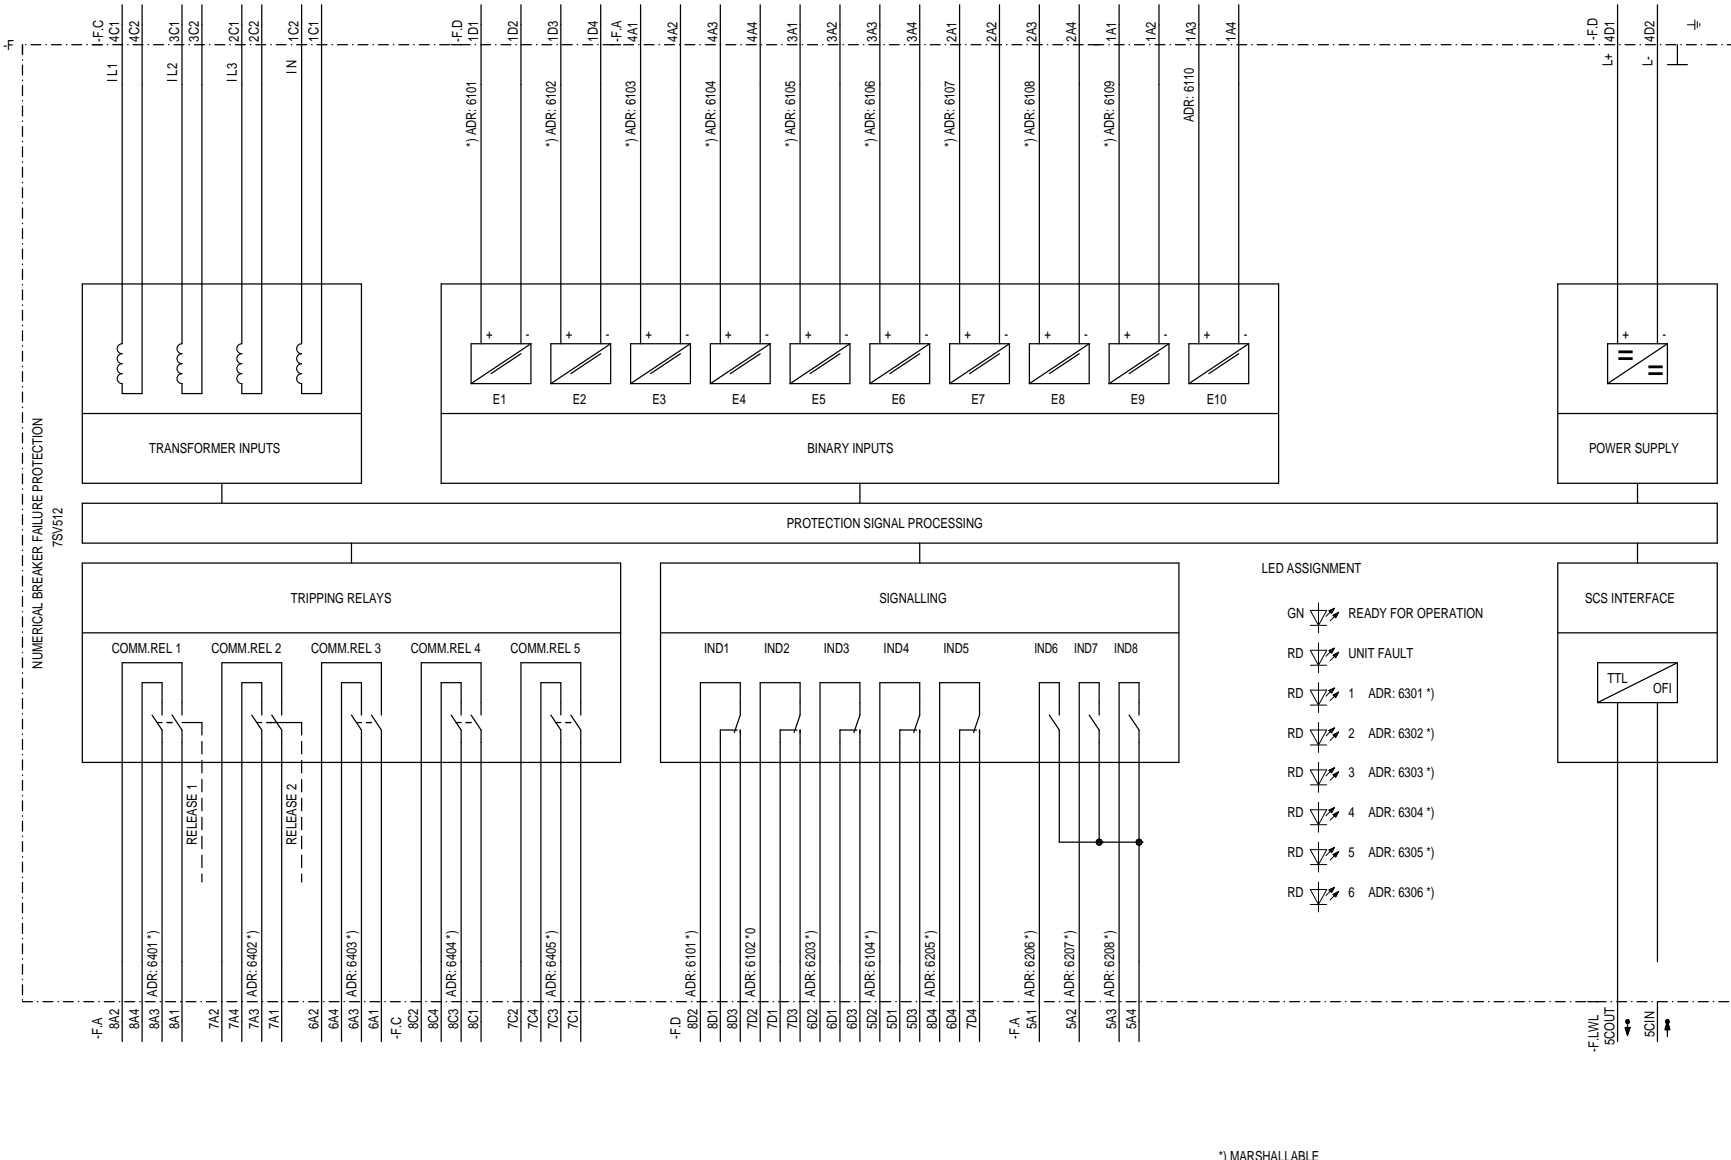 -F
-F.C
4C1
4C2
3C1
3C2
2C1
2C2
1C2
1C1
-F.D
1D1
1D2
1D3
1D4
-F.A
4A1
4A2
4A3
4A4
3A1
3A2
3A3
3A4
2A1
2A2
2A3
2A4
1A1
1A2
1A3
1A4
-F.D
4D1
4D2
I L1
I L2
I L3
I N
*) ADR: 6101
*) ADR: 6102
*) ADR: 6103
*) ADR: 6104
*) ADR: 6105
*) ADR: 6106
*) ADR: 6107
*) ADR: 6108
*) ADR: 6109
ADR: 6110
L+
L-
+ -
+ -
+ -
+ -
+ -
+ -
+ -
+ -
+ -
+ -
+ -
E1
E2
E3
E4
E5
E6
E7
E8
E9
E10
TRANSFORMER INPUTS
BINARY INPUTS
POWER SUPPLY
NUMERICAL BREAKER FAILURE PROTECTION
7SV512
PROTECTION SIGNAL PROCESSING
TRIPPING RELAYS
SIGNALLING
LED ASSIGNMENT
SCS INTERFACE
COMM.REL 1
COMM.REL 2
COMM.REL 3
COMM.REL 4
COMM.REL 5
IND1
IND2
IND3
IND4
IND5
IND6
IND7
IND8
GN READY FOR OPERATION
RD UNIT FAULT
RD 1 ADR: 6301 *)
RD 2 ADR: 6302 *)
RD 3 ADR: 6303 *)
RD 4 ADR: 6304 *)
RD 5 ADR: 6305 *)
RD 6 ADR: 6306 *)
TTL
OFI
RELEASE 1
RELEASE 2
ADR: 6401 *)
ADR: 6402 *)
ADR: 6403 *)
ADR: 6404 *)
ADR: 6405 *)
ADR: 6101 *)
ADR: 6102 *0
ADR: 6203 *)
ADR: 6104 *)
ADR: 6205 *)
ADR: 6206 *)
ADR: 6207 *)
ADR: 6208 *)
-F.A
8A2
8A4
8A3
8A1
7A2
7A4
7A3
7A1
6A2
6A4
6A3
6A1
-F.C
8C2
8C4
8C3
8C1
7C2
7C4
7C3
7C1
-F.D
8D2
8D1
8D3
7D2
7D1
7D3
6D2
6D1
6D3
5D2
5D1
5D3
8D4
6D4
7D4
-F.A
5A1
5A2
5A3
5A4
-F.LWL
5COUT
5CIN
*) MARSHALLABLE